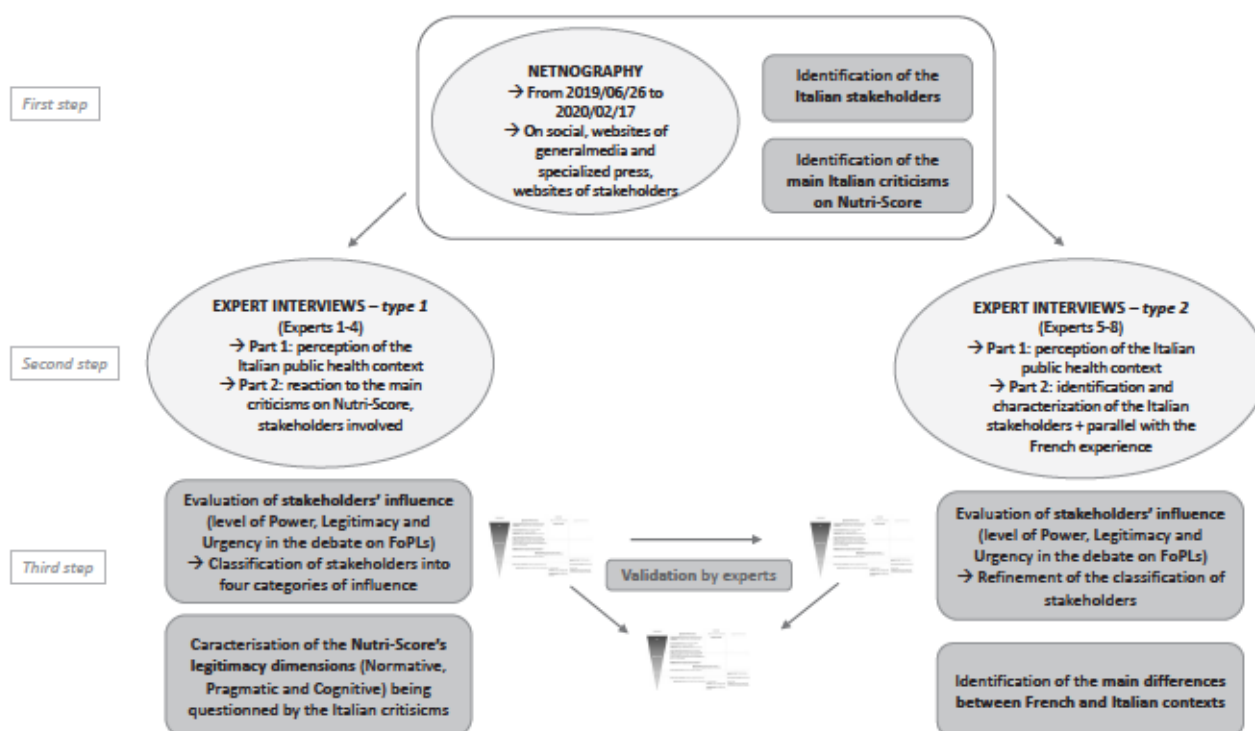 First step
NETNOGRAPHY
→ From 2019/06/26 to
2020/02/17
→ On social, websites of
generalmedia and
specialized press,
websites of stakeholders
Identification of the
Italian stakeholders
Identification of the
main Italian criticisms
on Nutri-Score
Second step
EXPERT INTERVIEWS – type 1
(Experts 1-4)
→ Part 1: perception of the
Italian public health context
→ Part 2: reaction to the main
criticisms on Nutri-Score,
stakeholders involved
EXPERT INTERVIEWS – type 2
(Experts 5-8)
→ Part 1: perception of the Italian
public health context
→ Part 2: identification and
characterization of the Italian
stakeholders + parallel with the
French experience
Third step
Evaluation of stakeholders' influence
(level of Power, Legitimacy and
Urgency in the debate on FoPLs)
→ Classification of stakeholders into
four categories of influence
Caracterisation of the Nutri-Score's
legitimacy dimensions (Normative,
Pragmatic and Cognitive) being
questionned by the Italian critisicms
Validation by experts
Evaluation of stakeholders' influence
(level of Power, Legitimacy and
Urgency in the debate on FoPLs)
→ Refinement of the classification of
stakeholders
Identification of the main differences
between French and Italian contexts